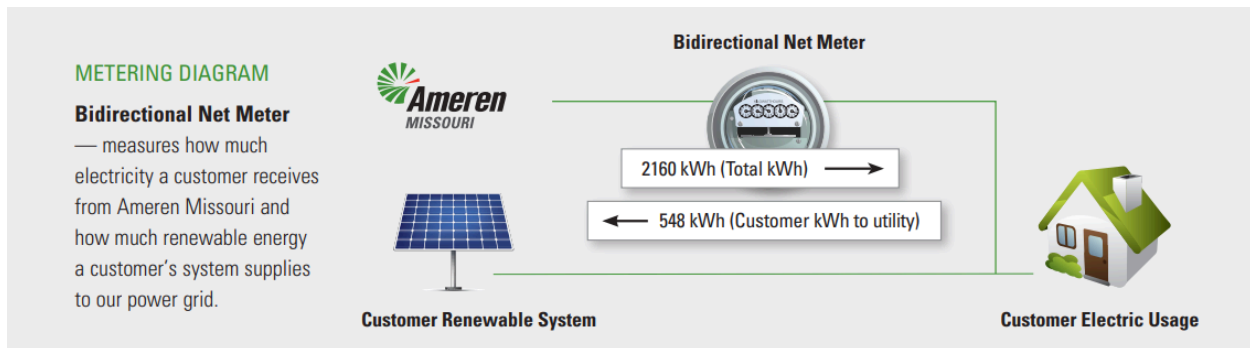 METERING DIAGRAM
Bidirectional Net Meter
— measures how much
electricity a customer receives
from Ameren Missouri and
how much renewable energy
a customer's system supplies
to our power grid.
Ameren
MISSOURI
Bidirectional Net Meter
2160 kWh (Total kWh)
548 kWh (Customer kWh to utility)
Customer Renewable System
Customer Electric Usage